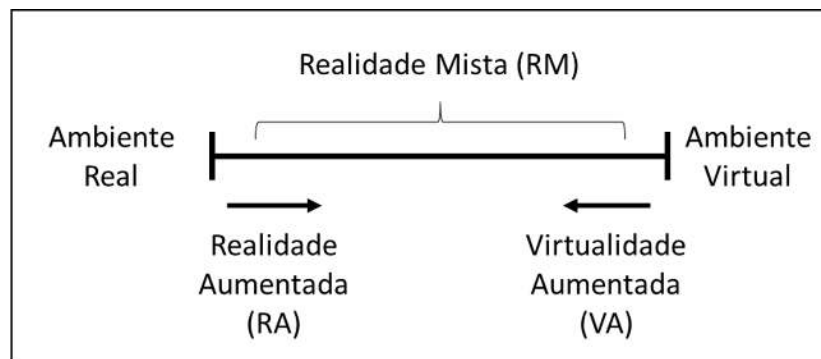 Realidade Mista (RM)
Ambiente
Real
Ambiente
Virtual
Realidade
Aumentada
(RA)
Virtualidade
Aumentada
(VA)